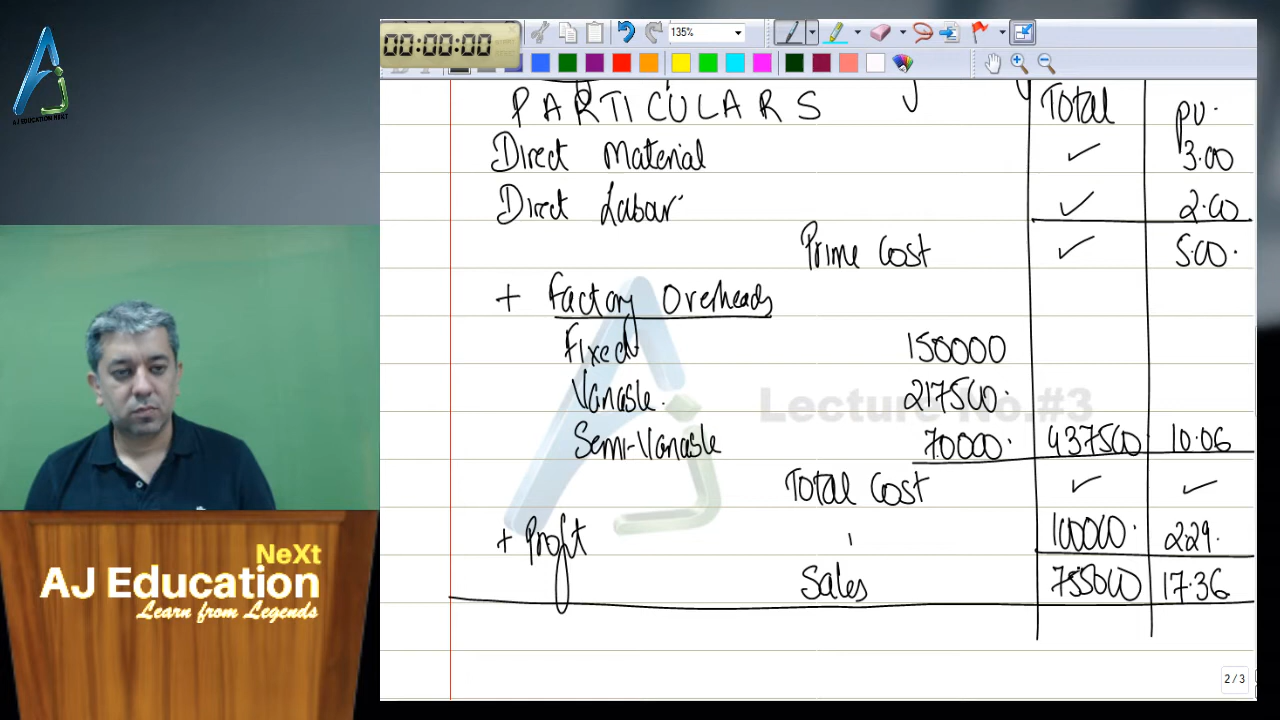 00:00:00
135%
AJ EDUCATION NEXT
PARTICULARS Total pu.
Direct Material ✓ 3.00
Direct Labour ✓ 2.00
Prime Cost ✓ 5.00.
+ Factory Overheads
Fixed 150000
Variable. 217500.
Lecture No.#3
Semi-Variable 70000. 437500 10.06
Total Cost ✓ ✓
+ Profit 100000. 2.29.
Sales 755000 17.36
NeXt
AJ Education
Learn from Legends
2/3